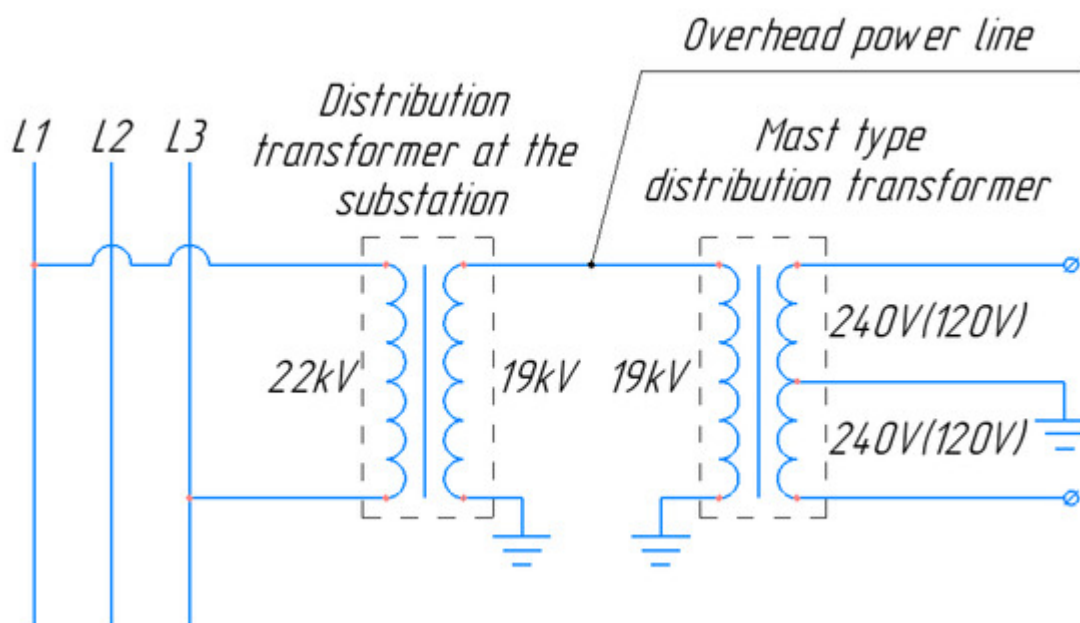 Overhead power line
Distribution
transformer at the
substation
Mast type
distribution transformer
L1 L2 L3
22kV
19kV
19kV
240V(120V)
240V(120V)